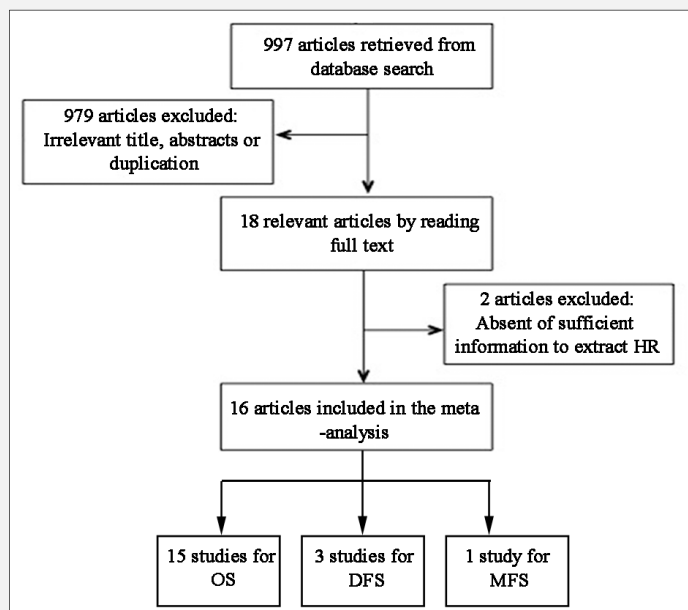 997 articles retrieved from
database search
979 articles excluded:
Irrelevant title, abstracts or
duplication
18 relevant articles by reading
full text
2 articles excluded:
Absent of sufficient
information to extract HR
16 articles included in the meta
-analysis
15 studies for
OS
3 studies for
DFS
1 study for
MFS